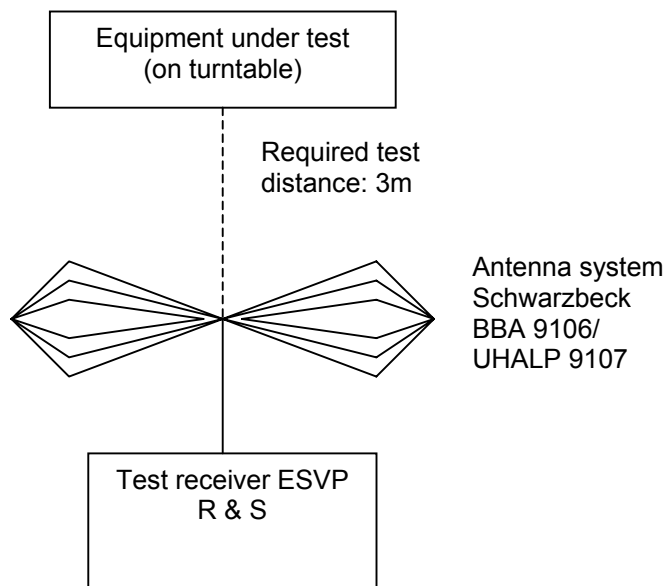 Equipment under test
(on turntable)
Required test
distance: 3m
Antenna system
Schwarzbeck
BBA 9106/
UHALP 9107
Test receiver ESVP
R & S